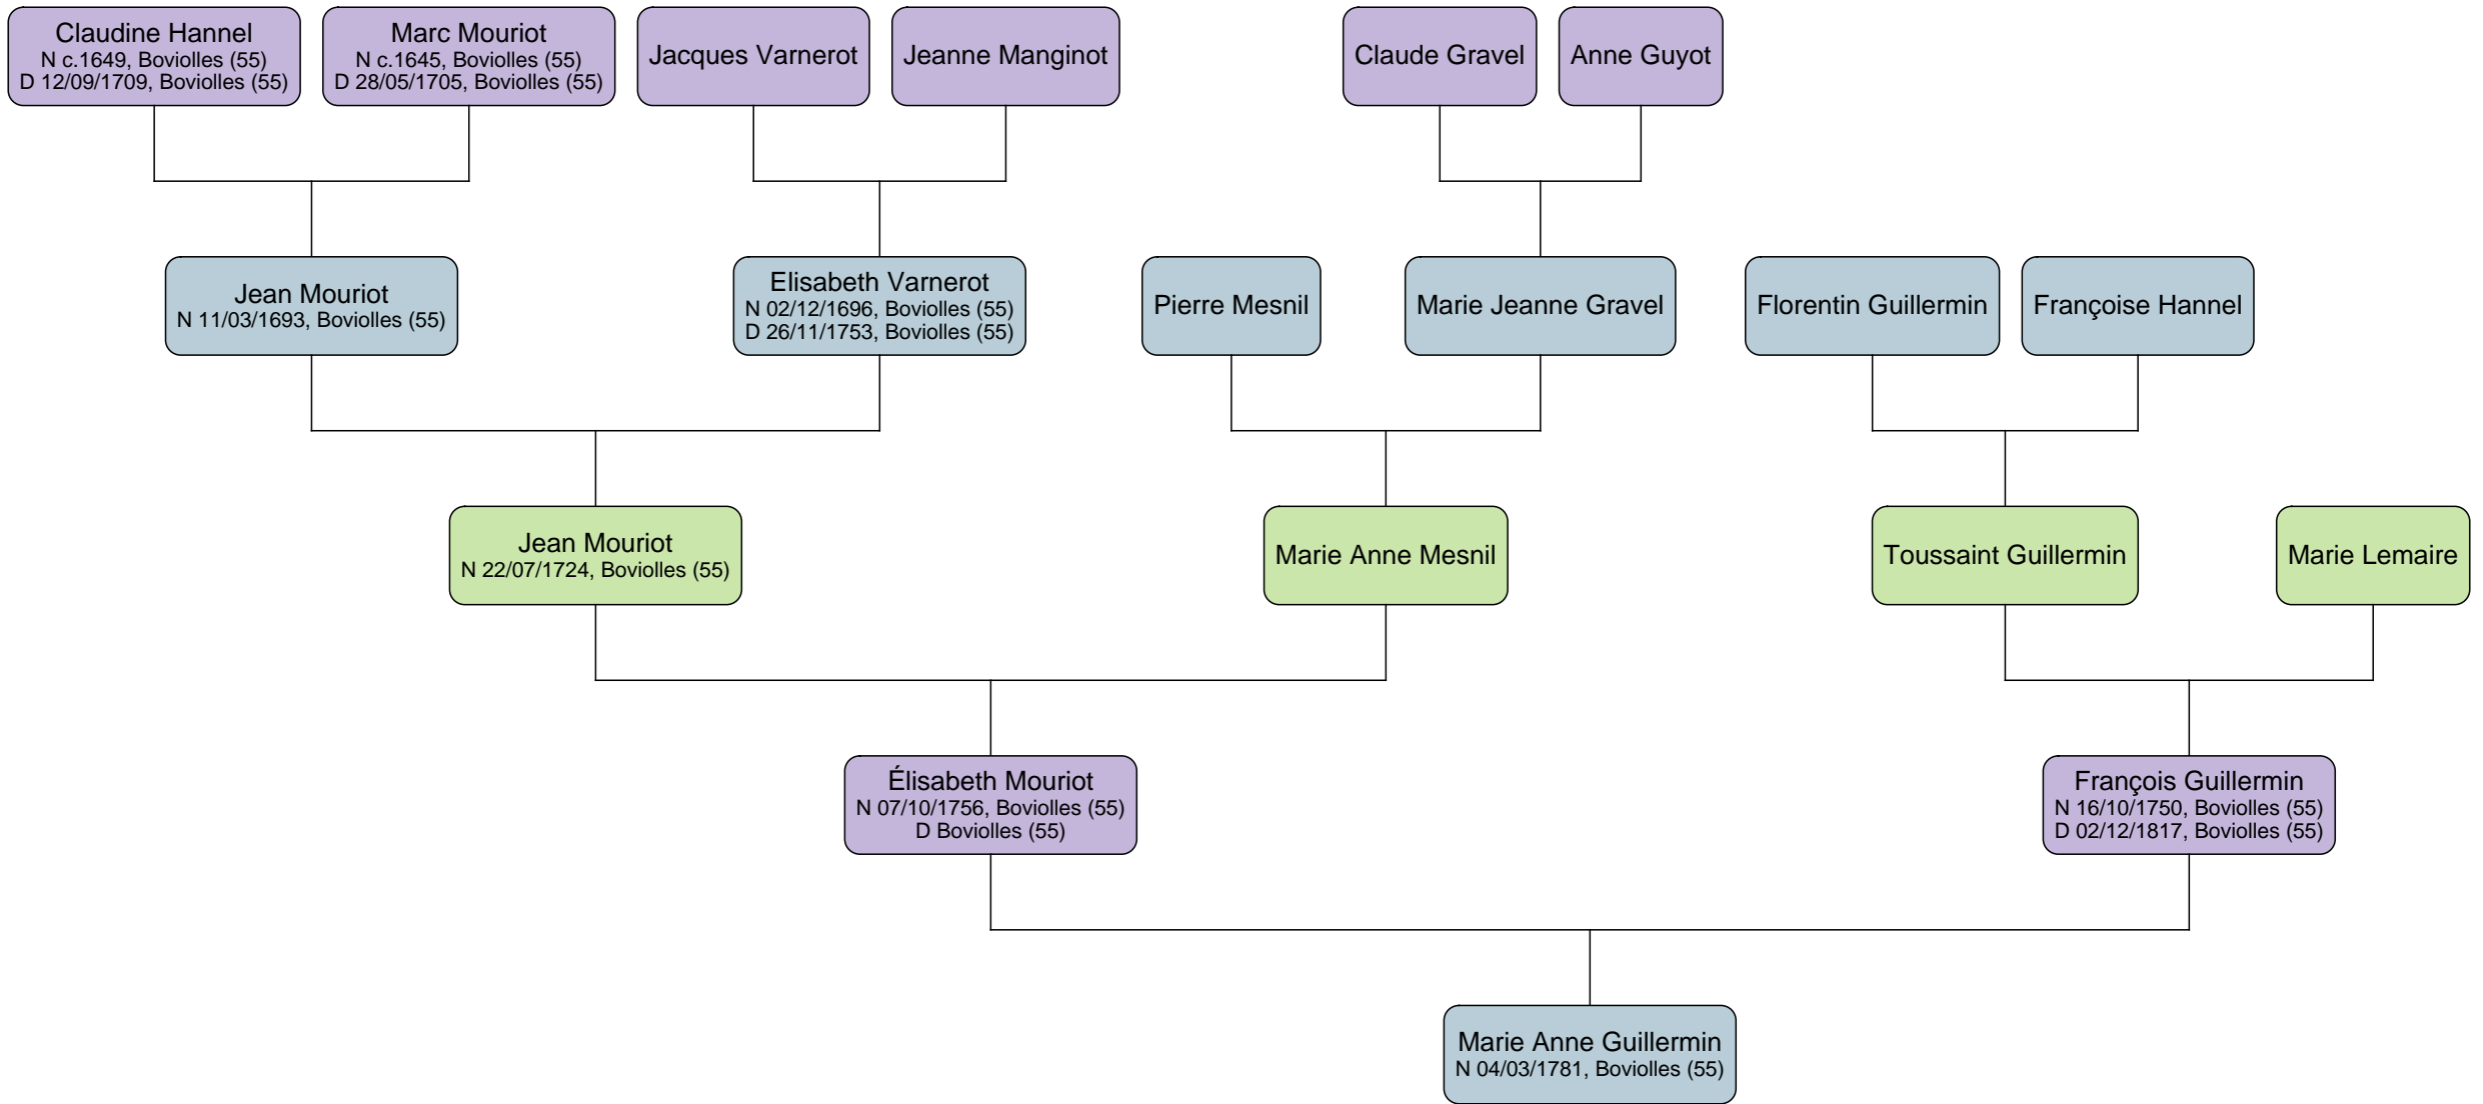 Claudine Hannel
N c.1649, Boviolles (55)
D 12/09/1709, Boviolles (55)
Marc Mouriot
N c.1645, Boviolles (55)
D 28/05/1705, Boviolles (55)
Jacques Varnerot
Jeanne Manginot
Claude Gravel
Anne Guyot
Jean Mouriot
N 11/03/1693, Boviolles (55)
Elisabeth Varnerot
N 02/12/1696, Boviolles (55)
D 26/11/1753, Boviolles (55)
Pierre Mesnil
Marie Jeanne Gravel
Florentin Guillermin
Françoise Hannel
Jean Mouriot
N 22/07/1724, Boviolles (55)
Marie Anne Mesnil
Toussaint Guillermin
Marie Lemaire
Élisabeth Mouriot
N 07/10/1756, Boviolles (55)
D Boviolles (55)
François Guillermin
N 16/10/1750, Boviolles (55)
D 02/12/1817, Boviolles (55)
Marie Anne Guillermin
N 04/03/1781, Boviolles (55)